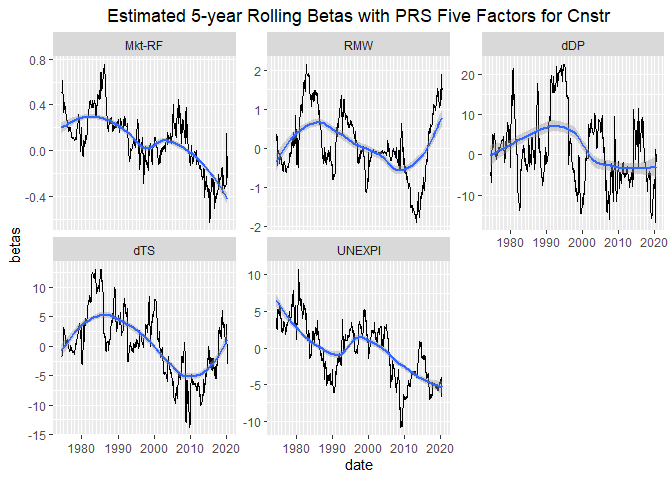 Estimated 5-year Rolling Betas with PRS Five Factors for Cnstr
Mkt-RF
RMW
dDP
0.8
0.4
0.0
-0.4
2
1
0
-1
-2
20
10
0
-10
1980 1990 2000 2010 2020
betas
dTS
UNEXPI
10
5
0
-5
-10
-15
10
5
0
-5
-10
1980 1990 2000 2010 2020
1980 1990 2000 2010 2020
date